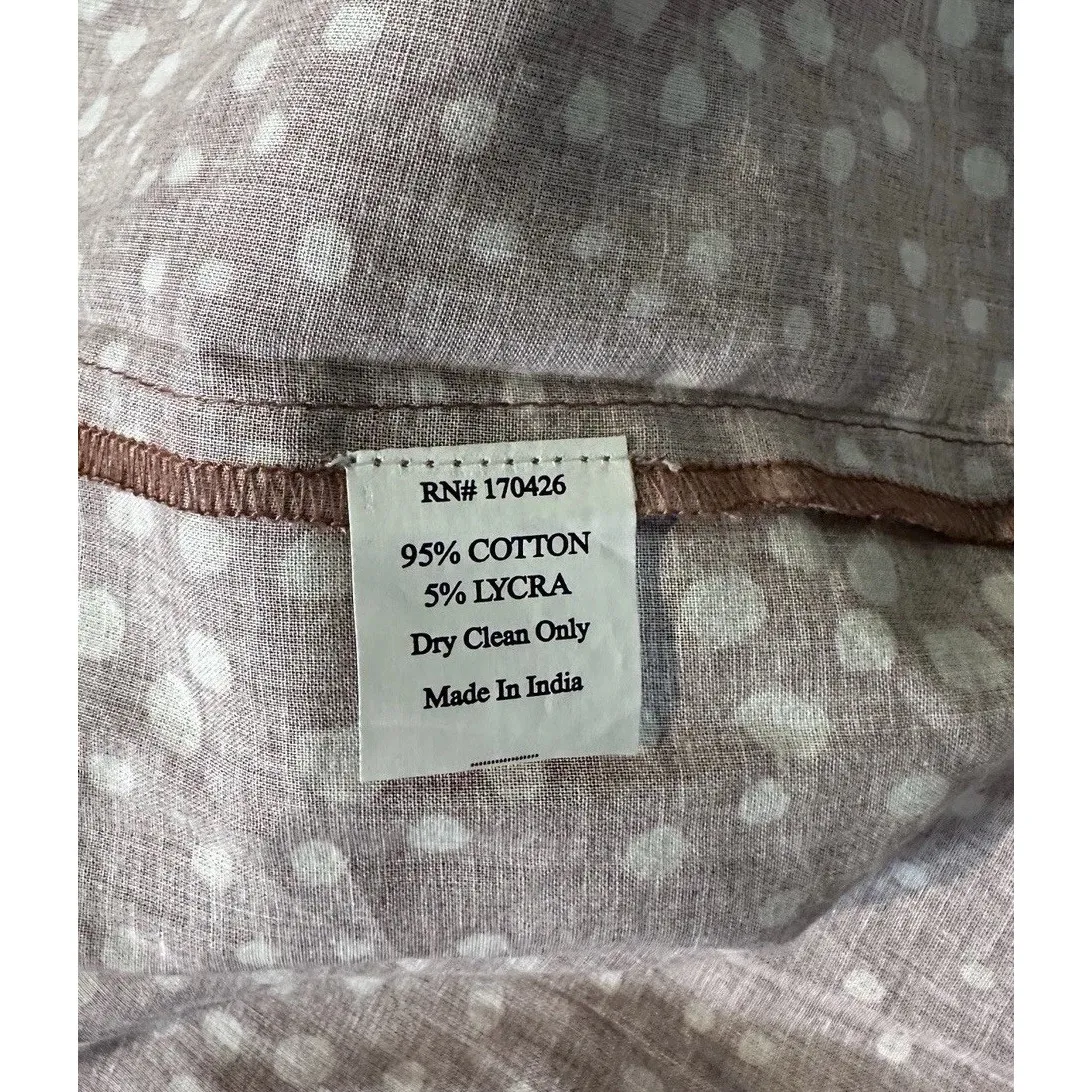 RN# 170426
95% COTTON
5% LYCRA
Dry Clean Only
Made In India